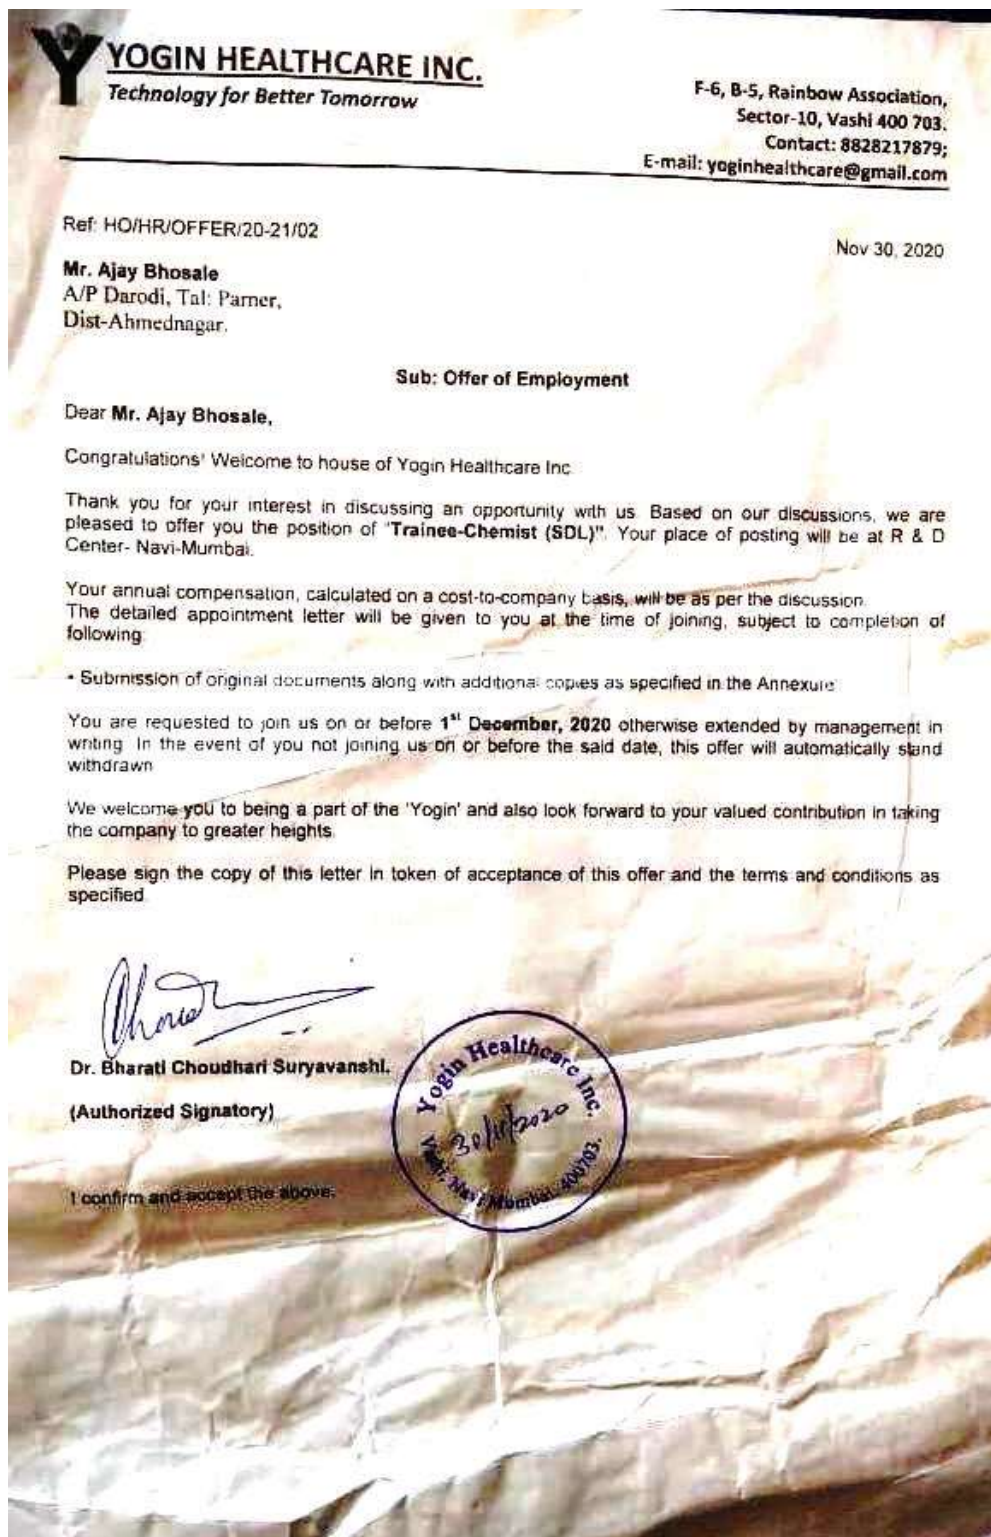 YOGIN HEALTHCARE INC.
Technology for Better Tomorrow
F-6, B-5, Rainbow Association,
Sector-10, Vashi 400 703.
Contact: 8828217879;
E-mail: yoginhealthcare@gmail.com
Ref: HO/HR/OFFER/20-21/02
Nov 30, 2020
Mr. Ajay Bhosale
A/P Darodi, Tal: Parner,
Dist-Ahmednagar.
Sub: Offer of Employment
Dear Mr. Ajay Bhosale,
Congratulations! Welcome to house of Yogin Healthcare Inc
Thank you for your interest in discussing an opportunity with us. Based on our discussions, we are
pleased to offer you the position of "Trainee-Chemist (SDL)". Your place of posting will be at R & D
Center- Navi-Mumbai.
Your annual compensation, calculated on a cost-to-company basis, will be as per the discussion.
The detailed appointment letter will be given to you at the time of joining, subject to completion of
following:
• Submission of original documents along with additional copies as specified in the Annexure
You are requested to join us on or before 1st December, 2020 otherwise extended by management in
writing. In the event of you not joining us on or before the said date, this offer will automatically stand
withdrawn
We welcome you to being a part of the 'Yogin' and also look forward to your valued contribution in taking
the company to greater heights.
Please sign the copy of this letter in token of acceptance of this offer and the terms and conditions as
specified.
Dr. Bharati Choudhari Suryavanshi.
(Authorized Signatory)
Yogin Healthcare Inc.
30/11/2020
Vashi, Navi Mumbai. 400703.
I confirm and accept the above.